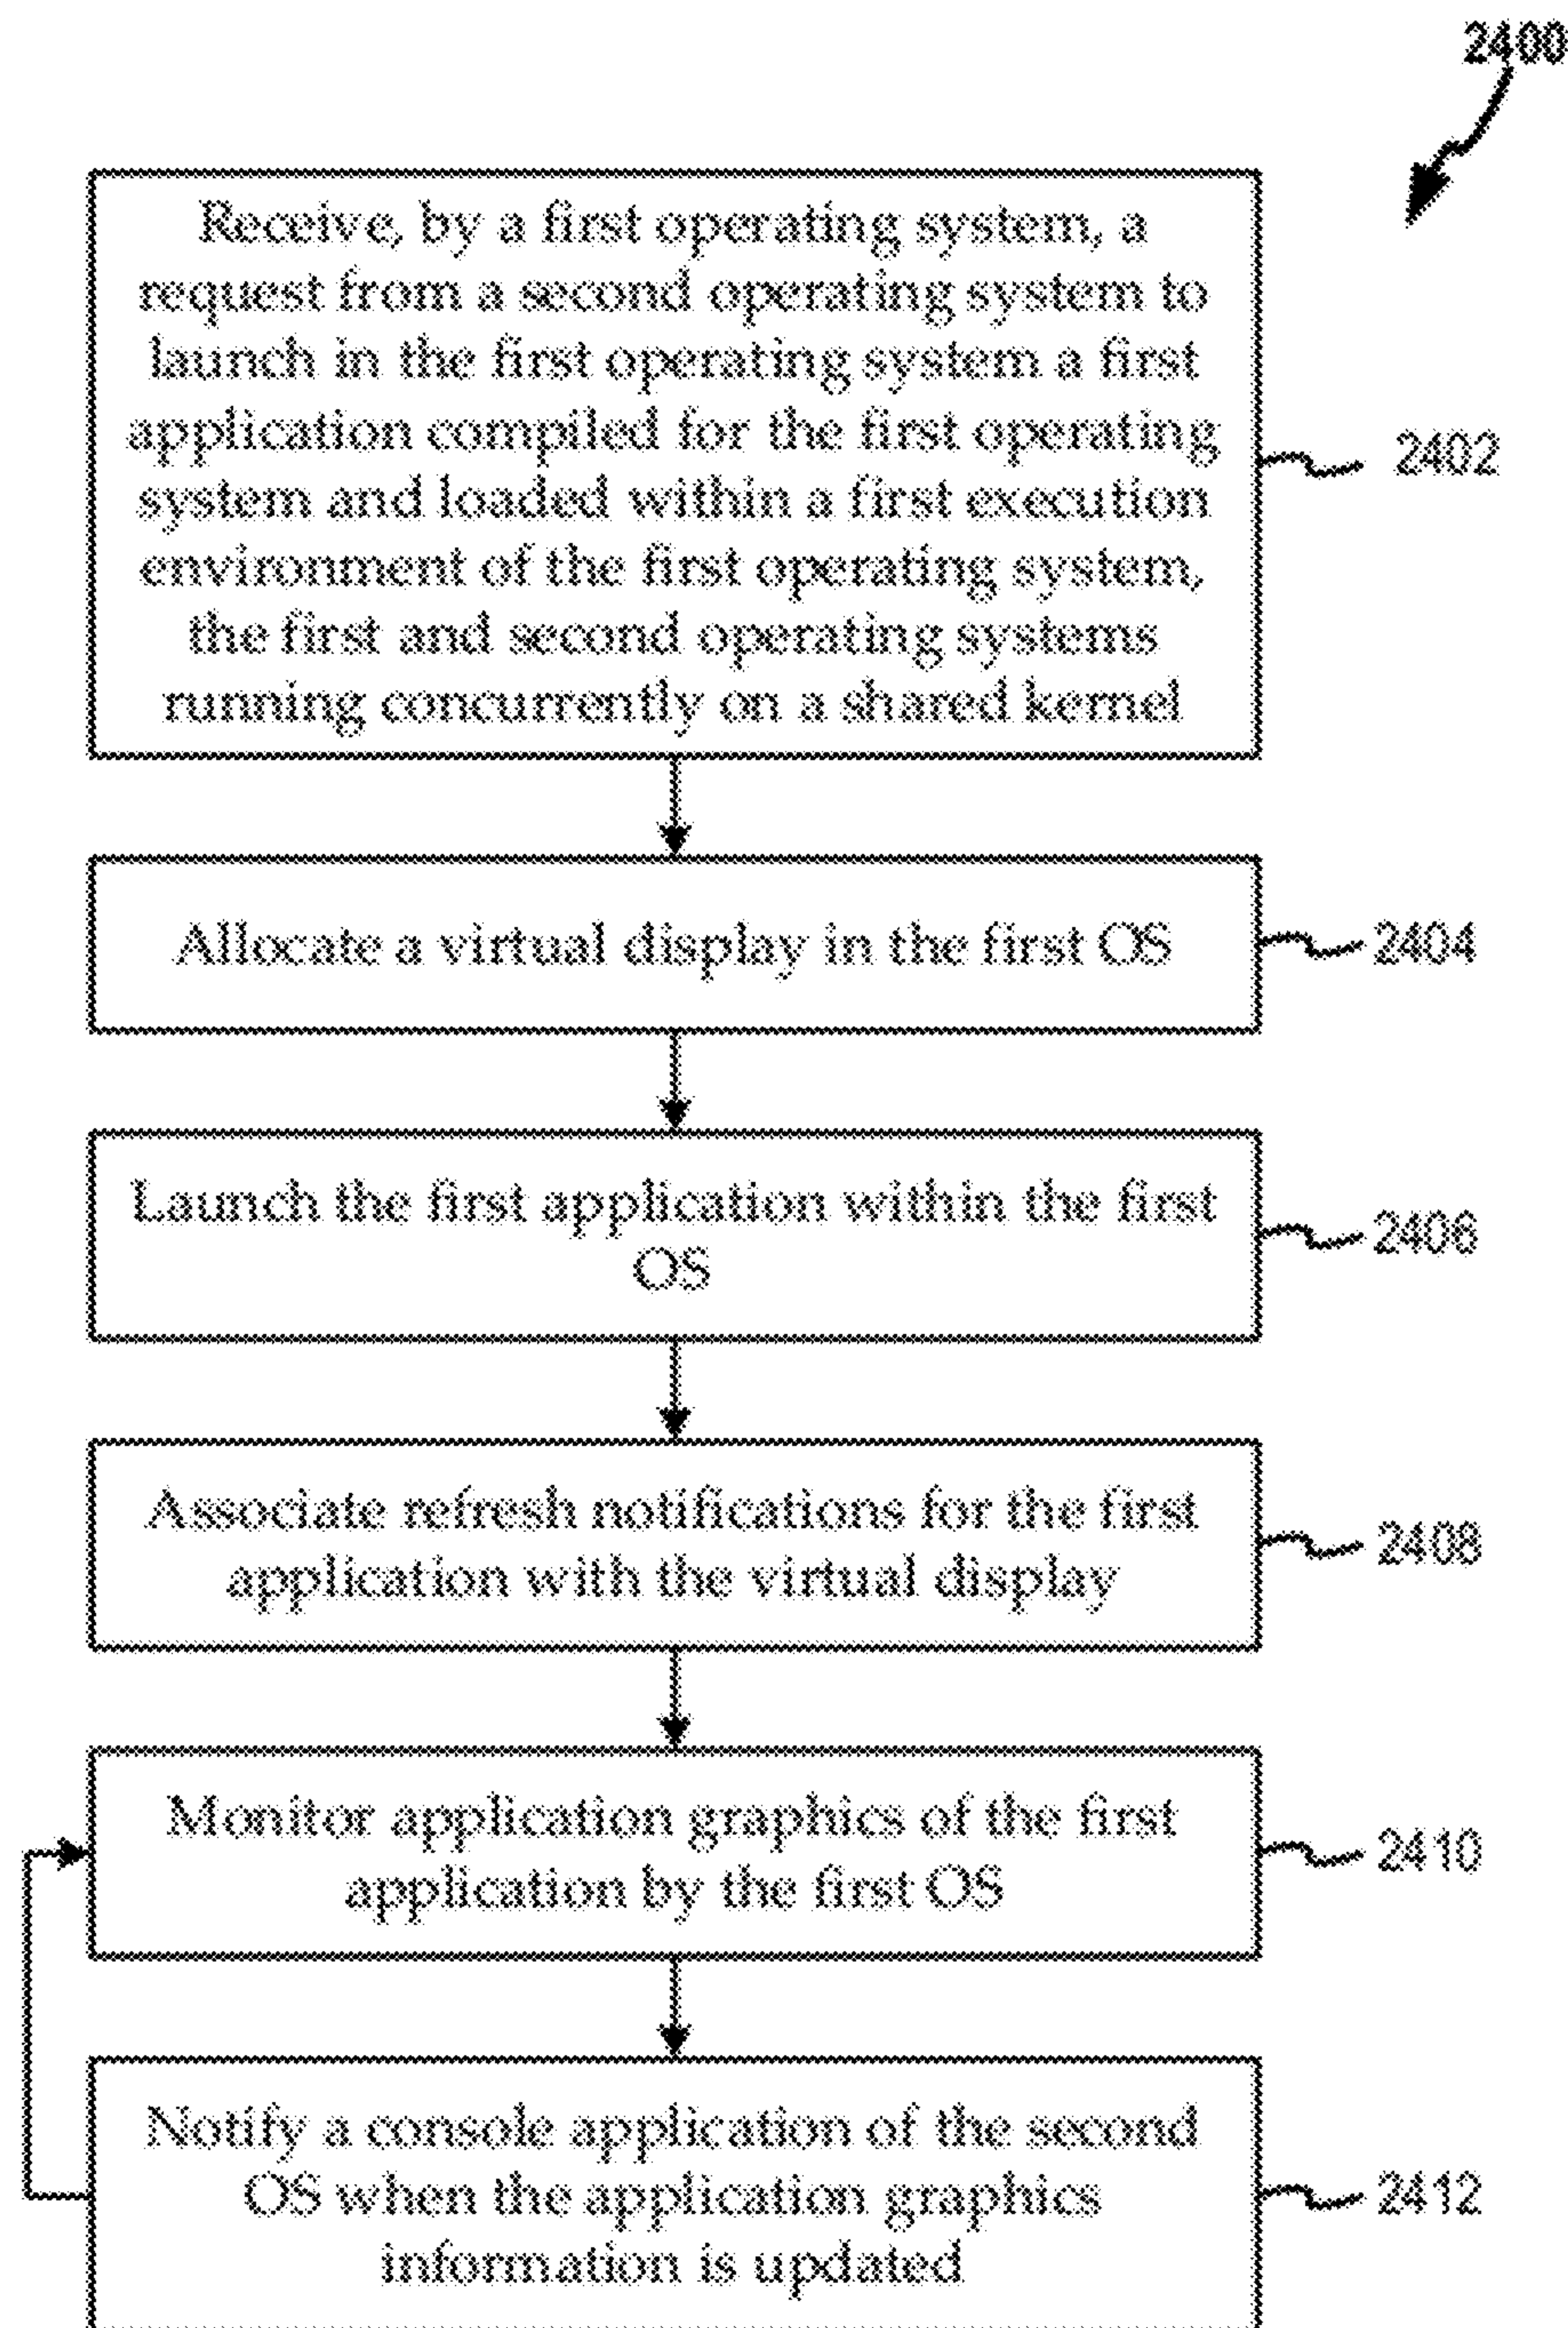 2400
Receive, by a first operating system, a
request from a second operating system to
launch in the first operating system a first
application compiled for the first operating
system and loaded within a first execution
environment of the first operating system,
the first and second operating systems
running concurrently on a shared kernel
2402
Allocate a virtual display in the first OS
2404
Launch the first application within the first
OS
2406
Associate refresh notifications for the first
application with the virtual display
2408
Monitor application graphics of the first
application by the first OS
2410
Notify a console application of the second
OS when the application graphics
information is updated
2412